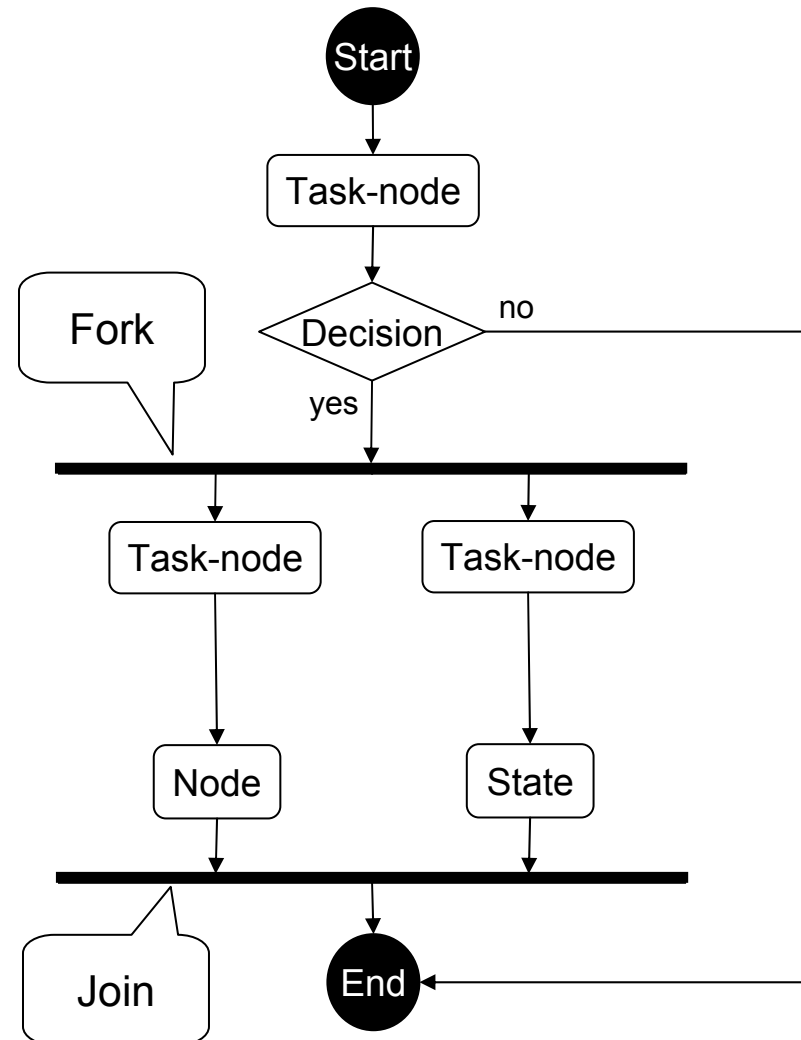 Start
Task-node
Fork
Decision
no
yes
Task-node
Task-node
Node
State
Join
End